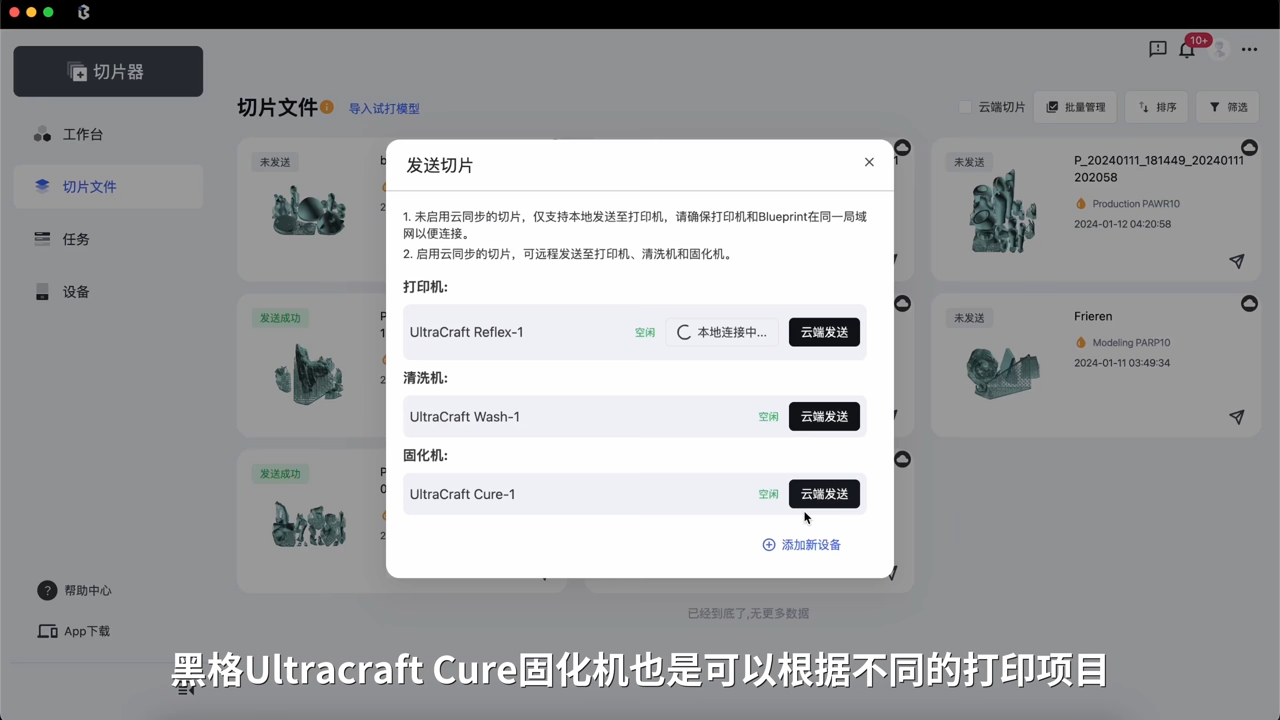 切片器
10+
工作台
切片文件
任务
设备
帮助中心
App下载
切片文件
导入试打模型
云端切片
批量管理
排序
筛选
未发送
发送成功
发送成功
未发送
P_20240111_181449_20240111
202058
Production PAWR10
2024-01-12 04:20:58
未发送
Frieren
Modeling PARP10
2024-01-11 03:49:34
已经到底了,无更多数据
发送切片
1. 未启用云同步的切片，仅支持本地发送至打印机，请确保打印机和Blueprint在同一局域
网以便连接。
2. 启用云同步的切片，可远程发送至打印机、清洗机和固化机。
打印机:
UltraCraft Reflex-1
空闲
本地连接中...
云端发送
清洗机:
UltraCraft Wash-1
空闲
云端发送
固化机:
UltraCraft Cure-1
空闲
云端发送
添加新设备
黑格Ultracraft Cure固化机也是可以根据不同的打印项目